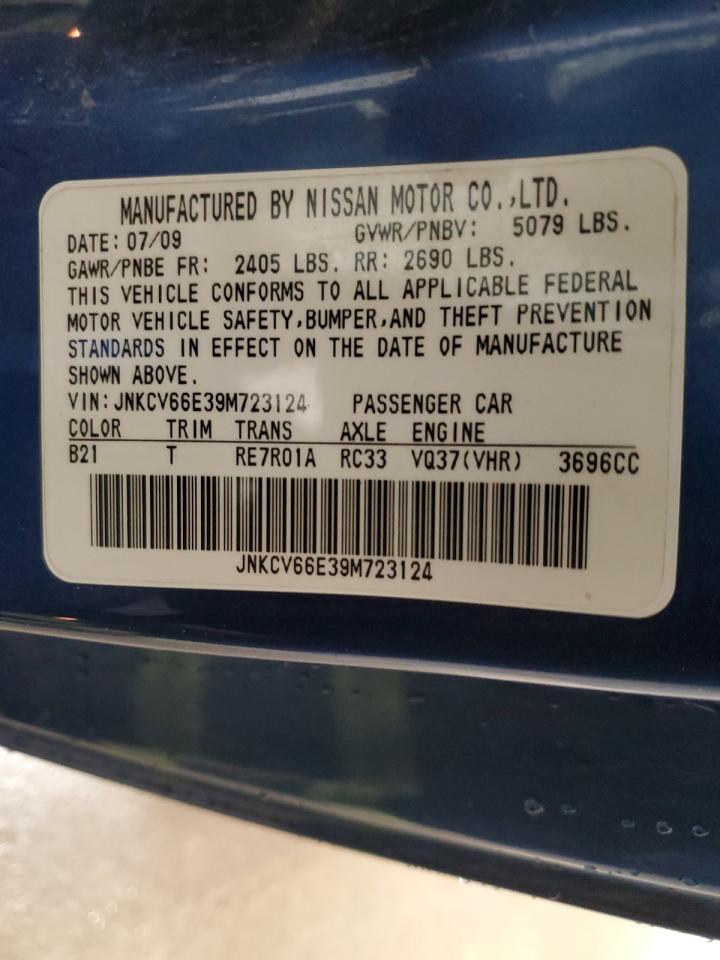 MANUFACTURED BY NISSAN MOTOR CO.,LTD.
DATE: 07/09 GVWR/PNBV: 5079 LBS.
GAWR/PNBE FR: 2405 LBS. RR: 2690 LBS.
THIS VEHICLE CONFORMS TO ALL APPLICABLE FEDERAL
MOTOR VEHICLE SAFETY,BUMPER,AND THEFT PREVENTION
STANDARDS IN EFFECT ON THE DATE OF MANUFACTURE
SHOWN ABOVE.
VIN: JNKCV66E39M723124 PASSENGER CAR
COLOR TRIM TRANS AXLE ENGINE
B21 T RE7R01A RC33 VQ37(VHR) 3696CC
JNKCV66E39M723124